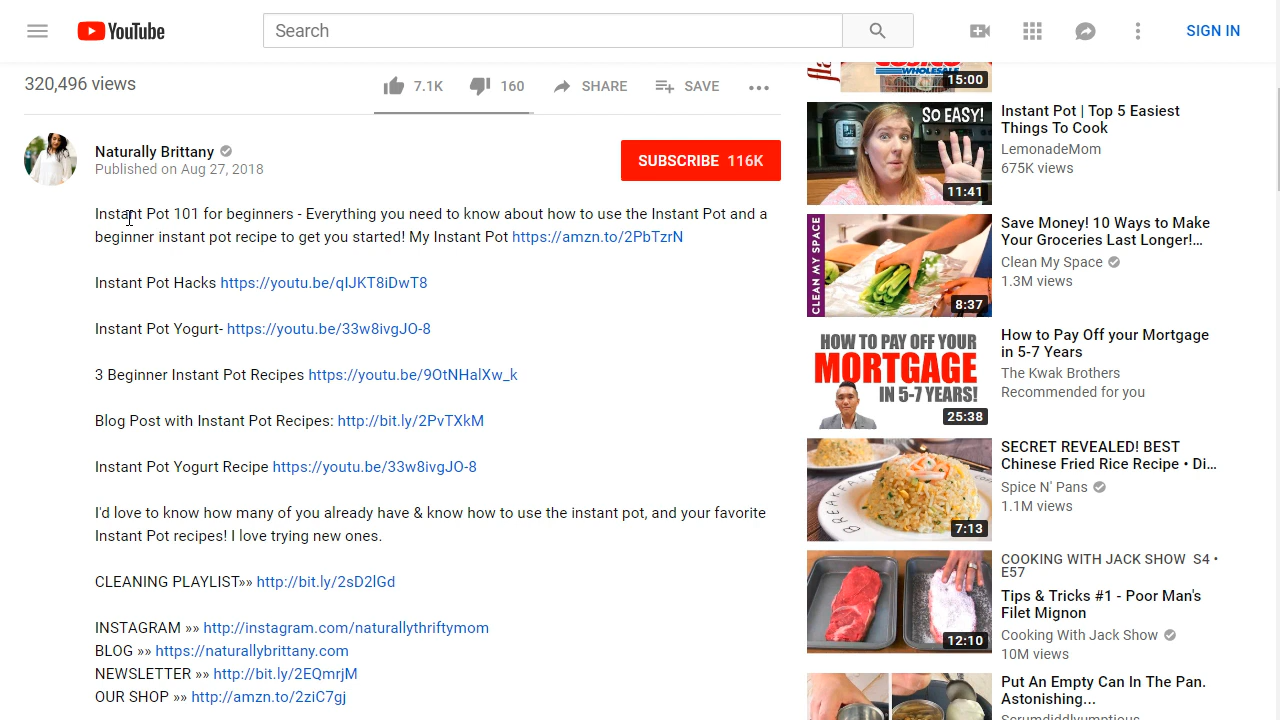 YouTube
Search
SIGN IN
320,496 views
7.1K
160
SHARE
SAVE
Naturally Brittany
Published on Aug 27, 2018
SUBSCRIBE 116K
Instant Pot 101 for beginners - Everything you need to know about how to use the Instant Pot and a
beginner instant pot recipe to get you started! My Instant Pot https://amzn.to/2PbTzrN
Instant Pot Hacks https://youtu.be/qIJKT8iDwT8
Instant Pot Yogurt- https://youtu.be/33w8ivgJO-8
3 Beginner Instant Pot Recipes https://youtu.be/9OtNHalXw_k
Blog Post with Instant Pot Recipes: http://bit.ly/2PvTXkM
Instant Pot Yogurt Recipe https://youtu.be/33w8ivgJO-8
I'd love to know how many of you already have & know how to use the instant pot, and your favorite
Instant Pot recipes! I love trying new ones.
CLEANING PLAYLIST»» http://bit.ly/2sD2lGd
INSTAGRAM »» http://instagram.com/naturallythriftymom
BLOG »» https://naturallybrittany.com
NEWSLETTER »» http://bit.ly/2EQmrjM
OUR SHOP »» http://amzn.to/2ziC7gj
WHOLESALE
15:00
SO EASY!
11:41
Instant Pot | Top 5 Easiest
Things To Cook
LemonadeMom
675K views
CLEAN MY SPACE
8:37
Save Money! 10 Ways to Make
Your Groceries Last Longer!...
Clean My Space
1.3M views
HOW TO PAY OFF YOUR
MORTGAGE
IN 5-7 YEARS!
25:38
How to Pay Off your Mortgage
in 5-7 Years
The Kwak Brothers
Recommended for you
BREAKFAST
7:13
SECRET REVEALED! BEST
Chinese Fried Rice Recipe • Di...
Spice N' Pans
1.1M views
12:10
COOKING WITH JACK SHOW S4 •
E57
Tips & Tricks #1 - Poor Man's
Filet Mignon
Cooking With Jack Show
10M views
Put An Empty Can In The Pan.
Astonishing...
Scrumdiddlyumptious